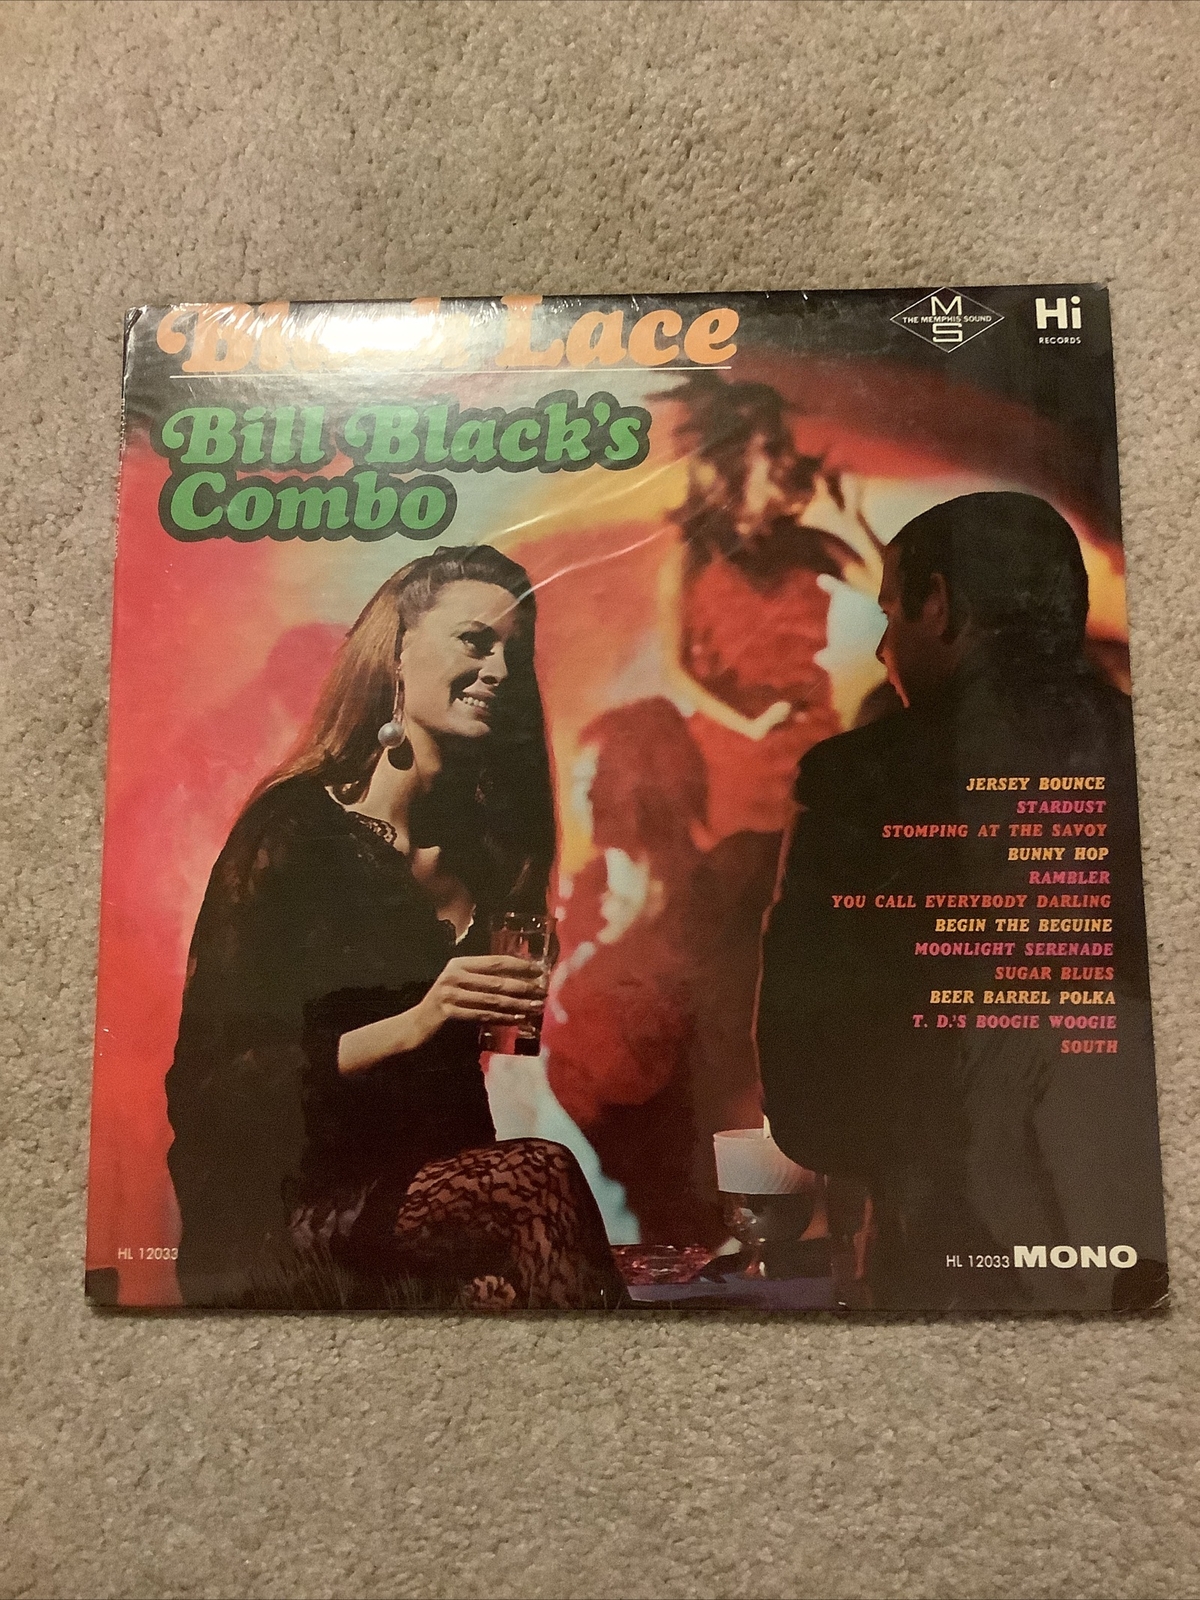 Black Lace
Bill Black's
Combo
M
THE MEMPHIS SOUND
S
Hi
RECORDS
JERSEY BOUNCE
STARDUST
STOMPING AT THE SAVOY
BUNNY HOP
RAMBLER
YOU CALL EVERYBODY DARLING
BEGIN THE BEGUINE
MOONLIGHT SERENADE
SUGAR BLUES
BEER BARREL POLKA
T. D.'S BOOGIE WOOGIE
SOUTH
HL 12033
HL 12033 MONO